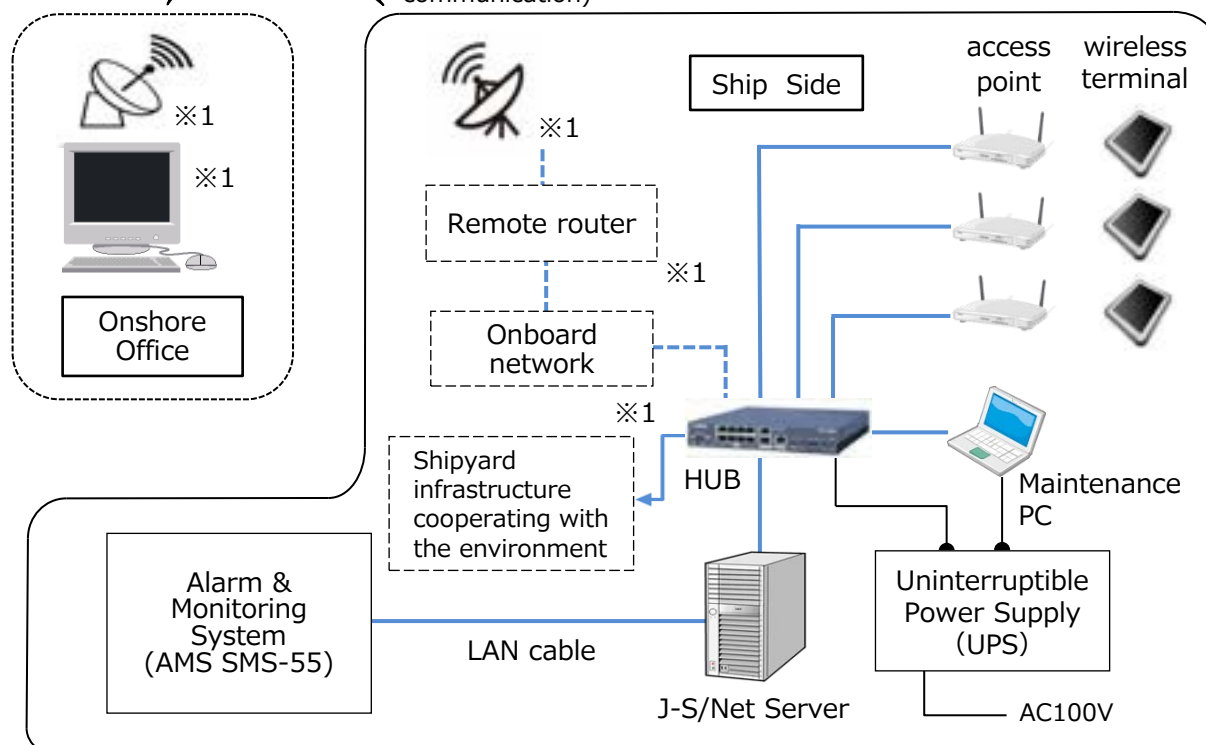 communication)
※1
※1
Onshore
Office
※1
Ship Side
access
point
wireless
terminal
Remote router
※1
Onboard
network
※1
HUB
Shipyard
infrastructure
cooperating with
the environment
Maintenance
PC
Alarm &
Monitoring
System
(AMS SMS-55)
LAN cable
J-S/Net Server
Uninterruptible
Power Supply
(UPS)
AC100V